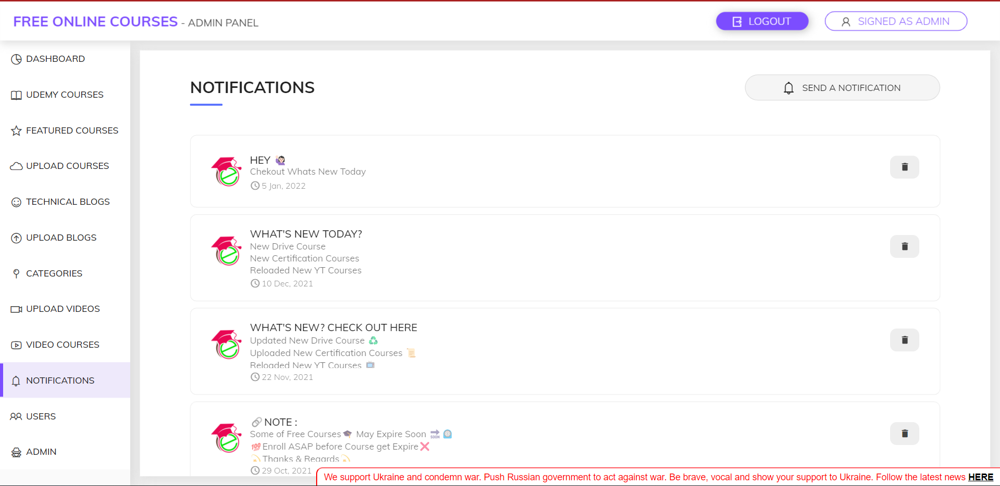 FREE ONLINE COURSES - ADMIN PANEL
LOGOUT
SIGNED AS ADMIN
DASHBOARD
UDEMY COURSES
FEATURED COURSES
UPLOAD COURSES
TECHNICAL BLOGS
UPLOAD BLOGS
CATEGORIES
UPLOAD VIDEOS
VIDEO COURSES
NOTIFICATIONS
USERS
ADMIN
NOTIFICATIONS
SEND A NOTIFICATION
HEY 🙋🏻‍♀️
Chekout Whats New Today
5 Jan, 2022
WHAT'S NEW TODAY?
New Drive Course
New Certification Courses
Reloaded New YT Courses
10 Dec, 2021
WHAT'S NEW? CHECK OUT HERE
Updated New Drive Course ♻️
Uploaded New Certification Courses 📜
Reloaded New YT Courses 📺
22 Nov, 2021
🔗NOTE :
Some of Free Courses🎓 May Expire Soon 🔜 ⏲️
💯Enroll ASAP before Course get Expire❌
💫Thanks & Regards💫
29 Oct, 2021
We support Ukraine and condemn war. Push Russian government to act against war. Be brave, vocal and show your support to Ukraine. Follow the latest news HERE